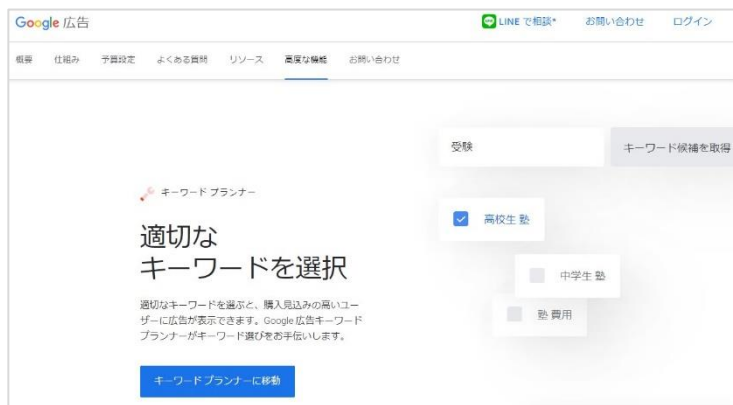 Google 広告
LINE で相談* お問い合わせ ログイン
概要 仕組み 予算設定 よくある質問 リソース 高度な機能 お問い合わせ
受験 キーワード候補を取得
キーワード プランナー
高校生 塾
適切な
キーワードを選択
中学生 塾
適切なキーワードを選ぶと、購入見込みの高いユー
ザーに広告が表示できます。Google 広告キーワード
プランナーがキーワード選びをお手伝いします。
塾 費用
キーワード プランナーに移動